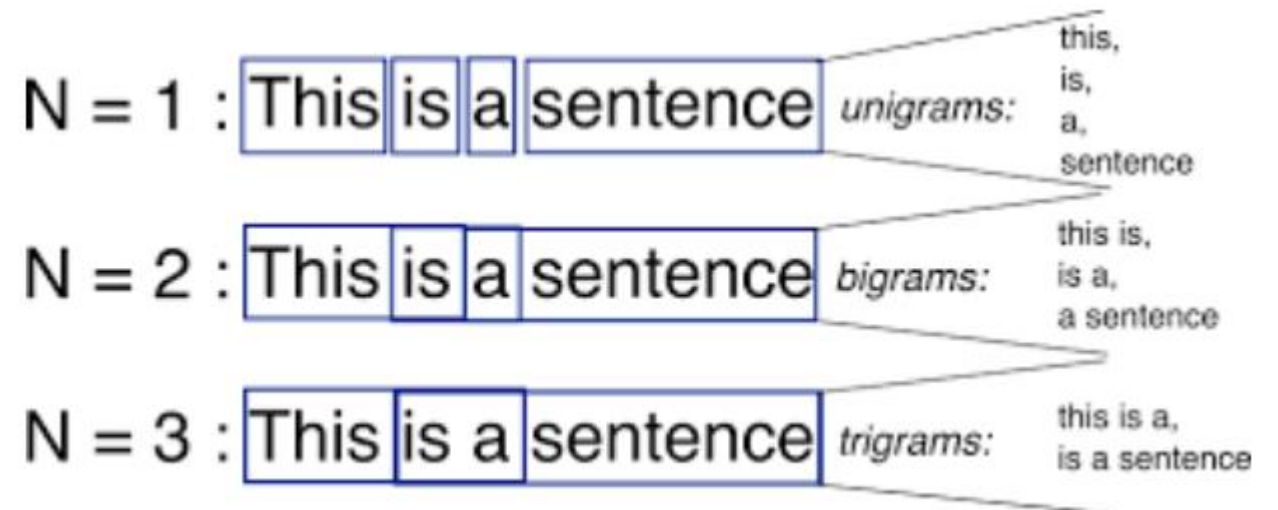 N = 1 : This is a sentence unigrams:
this,
is,
a,
sentence
N = 2 : This is a sentence bigrams:
this is,
is a,
a sentence
N = 3 : This is a sentence trigrams:
this is a,
is a sentence